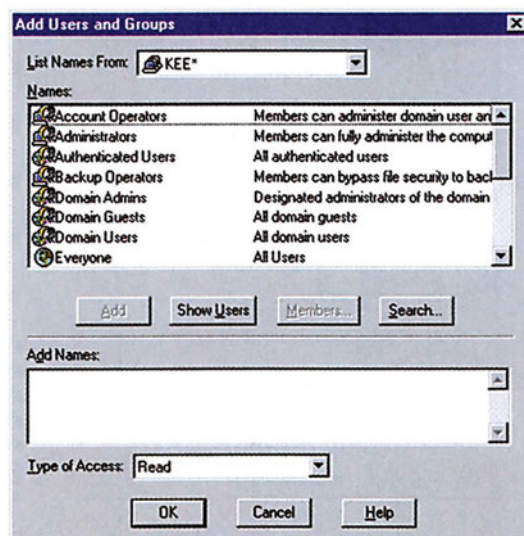 Add Users and Groups
List Names From: KEE*
Names:
Account Operators Members can administer domain user an
Administrators Members can fully administer the comput
Authenticated Users All authenticated users
Backup Operators Members can bypass file security to bac
Domain Admins Designated administrators of the domain
Domain Guests All domain guests
Domain Users All domain users
Everyone All Users
Add Show Users Members... Search...
Add Names:
Type of Access: Read
OK Cancel Help